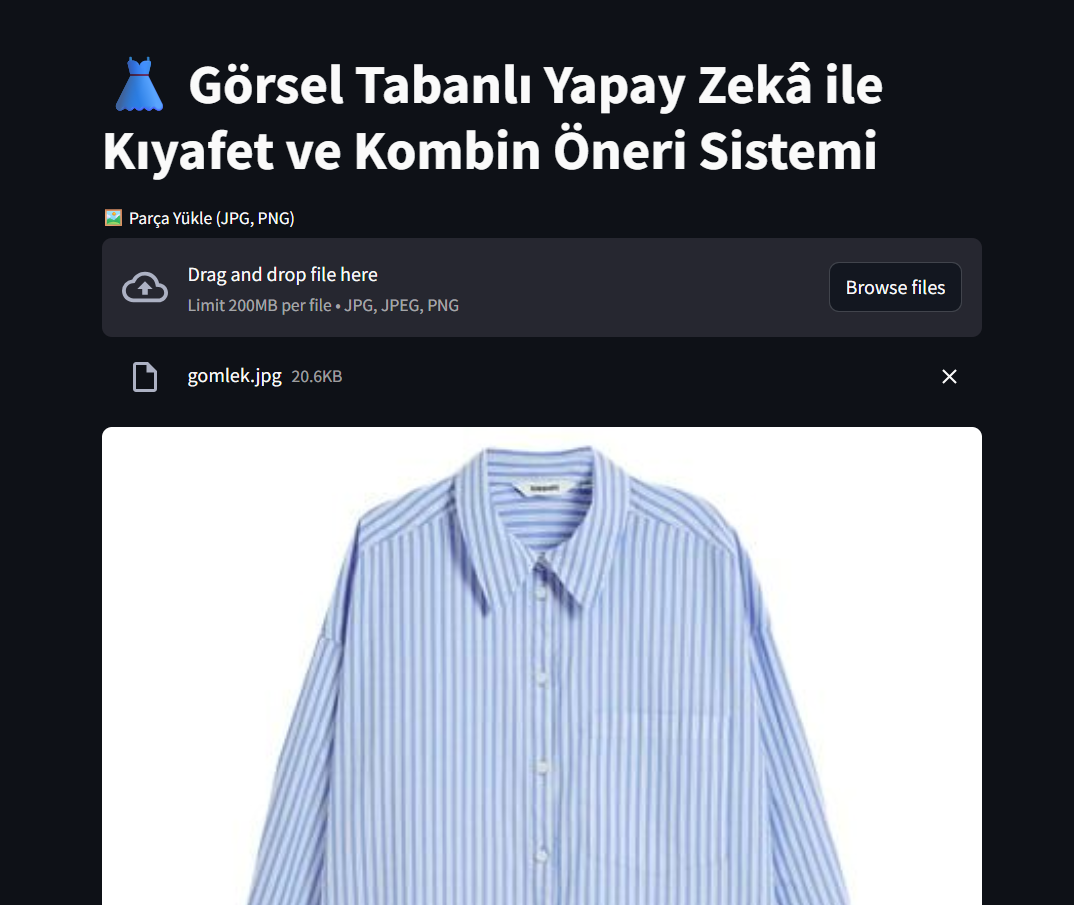 Görsel Tabanlı Yapay Zekâ ile
Kıyafet ve Kombin Öneri Sistemi
Parça Yükle (JPG, PNG)
Drag and drop file here
Limit 200MB per file • JPG, JPEG, PNG
Browse files
gomlek.jpg 20.6KB